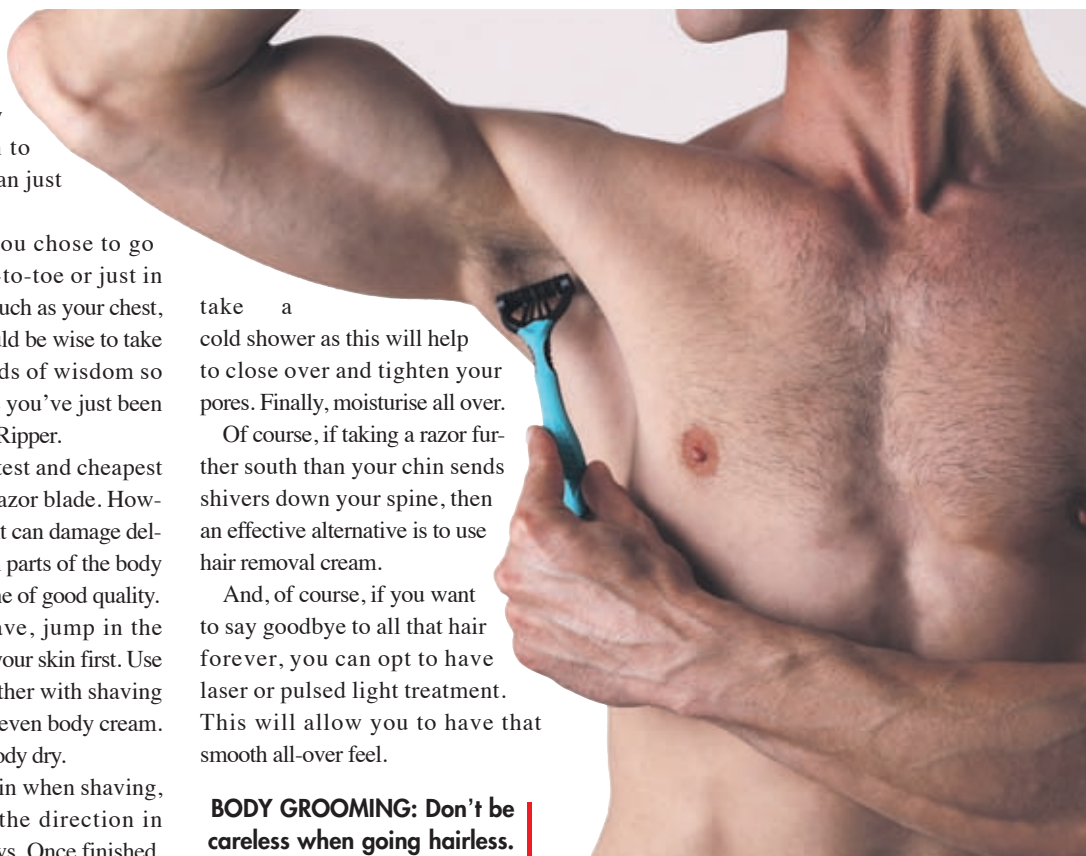 to
an just
ou chose to go
-to-toe or just in
uch as your chest,
uld be wise to take
ds of wisdom so
you've just been
Ripper.
test and cheapest
azor blade. How-
t can damage del-
parts of the body
ne of good quality.
ave, jump in the
your skin first. Use
ther with shaving
even body cream.
ody dry.
in when shaving,
the direction in
ws. Once finished,
take a
cold shower as this will help
to close over and tighten your
pores. Finally, moisturise all over.
Of course, if taking a razor fur-
ther south than your chin sends
shivers down your spine, then
an effective alternative is to use
hair removal cream.
And, of course, if you want
to say goodbye to all that hair
forever, you can opt to have
laser or pulsed light treatment.
This will allow you to have that
smooth all-over feel.
BODY GROOMING: Don't be
careless when going hairless.